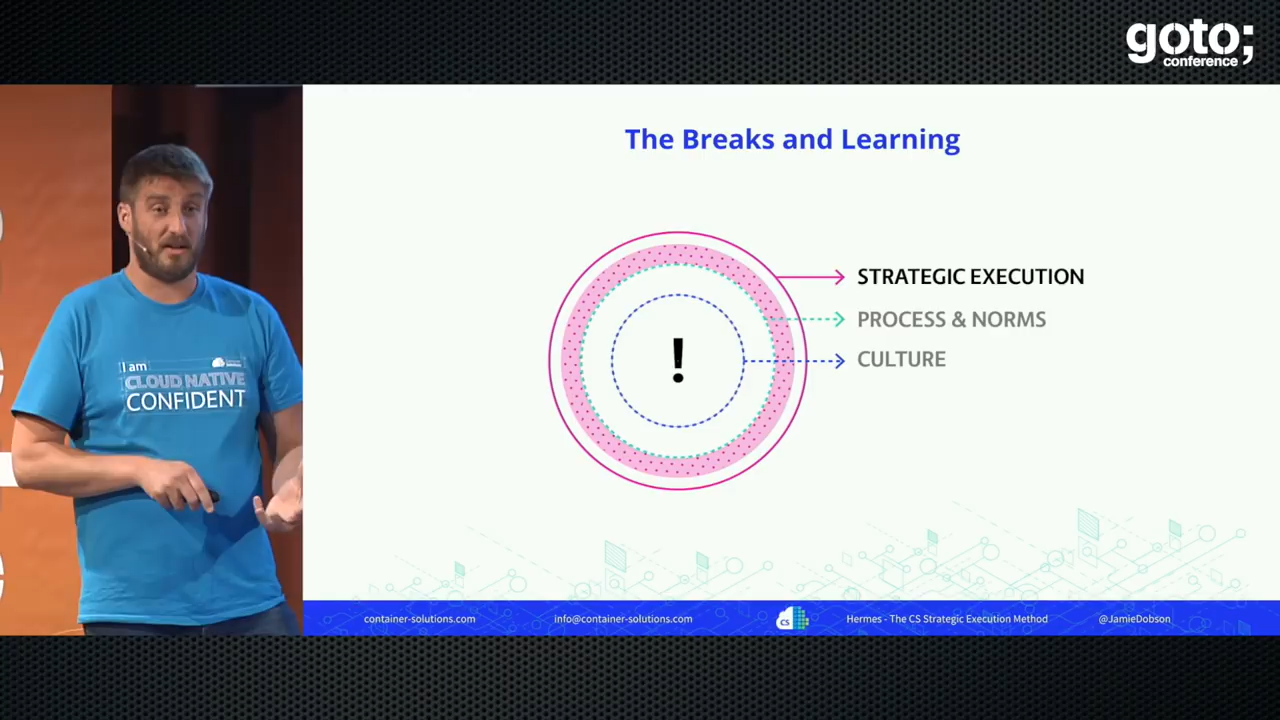 goto;
conference
The Breaks and Learning
STRATEGIC EXECUTION
PROCESS & NORMS
CULTURE
!
I am
CLOUD NATIVE
CONFIDENT
container-solutions.com
info@container-solutions.com
CS
Hermes - The CS Strategic Execution Method
@JamieDobson